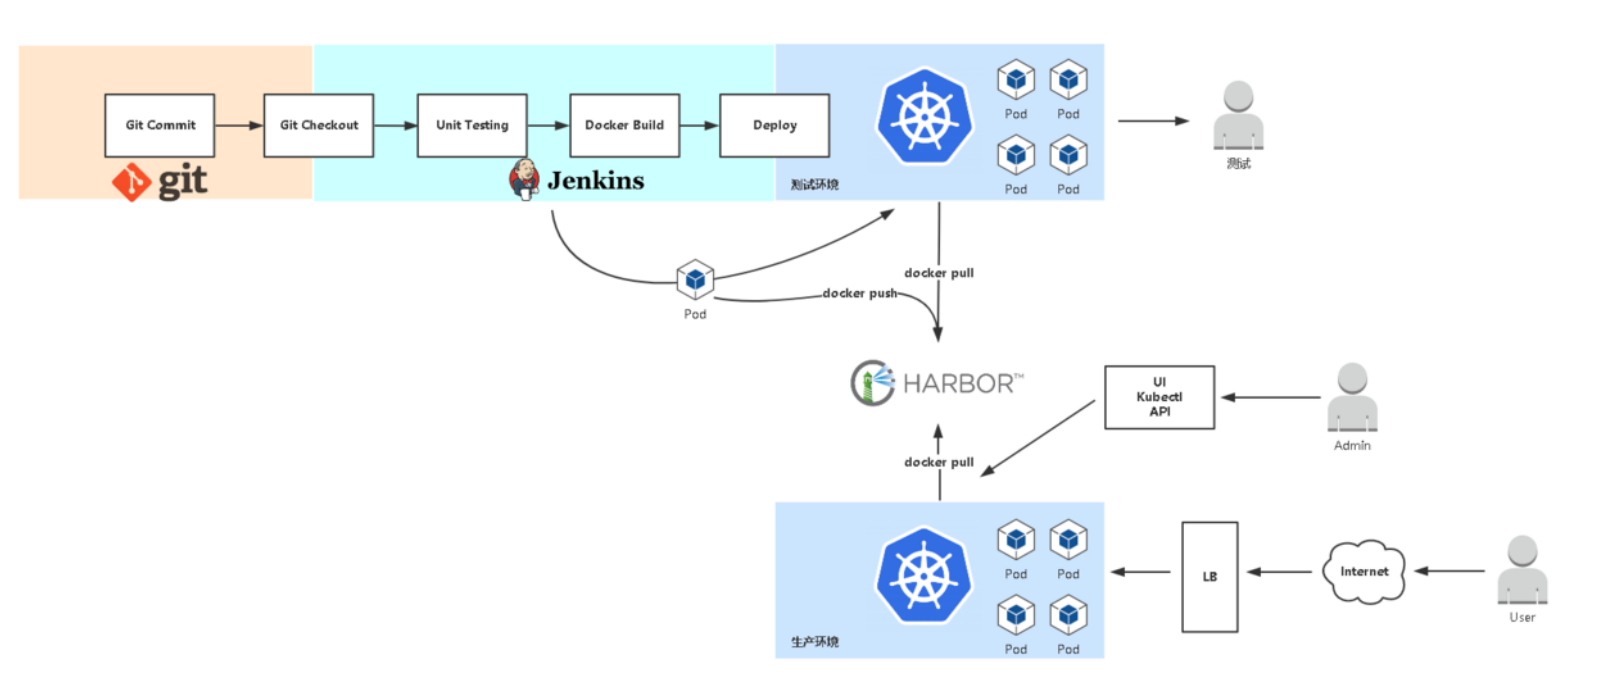 Git Commit
Git Checkout
Unit Testing
Docker Build
Deploy
git
Jenkins
测试环境
Pod
Pod
Pod
Pod
测试
docker pull
docker push
Pod
HARBOR™
UI
Kubectl
API
Admin
docker pull
Pod
Pod
Pod
Pod
生产环境
LB
Internet
User